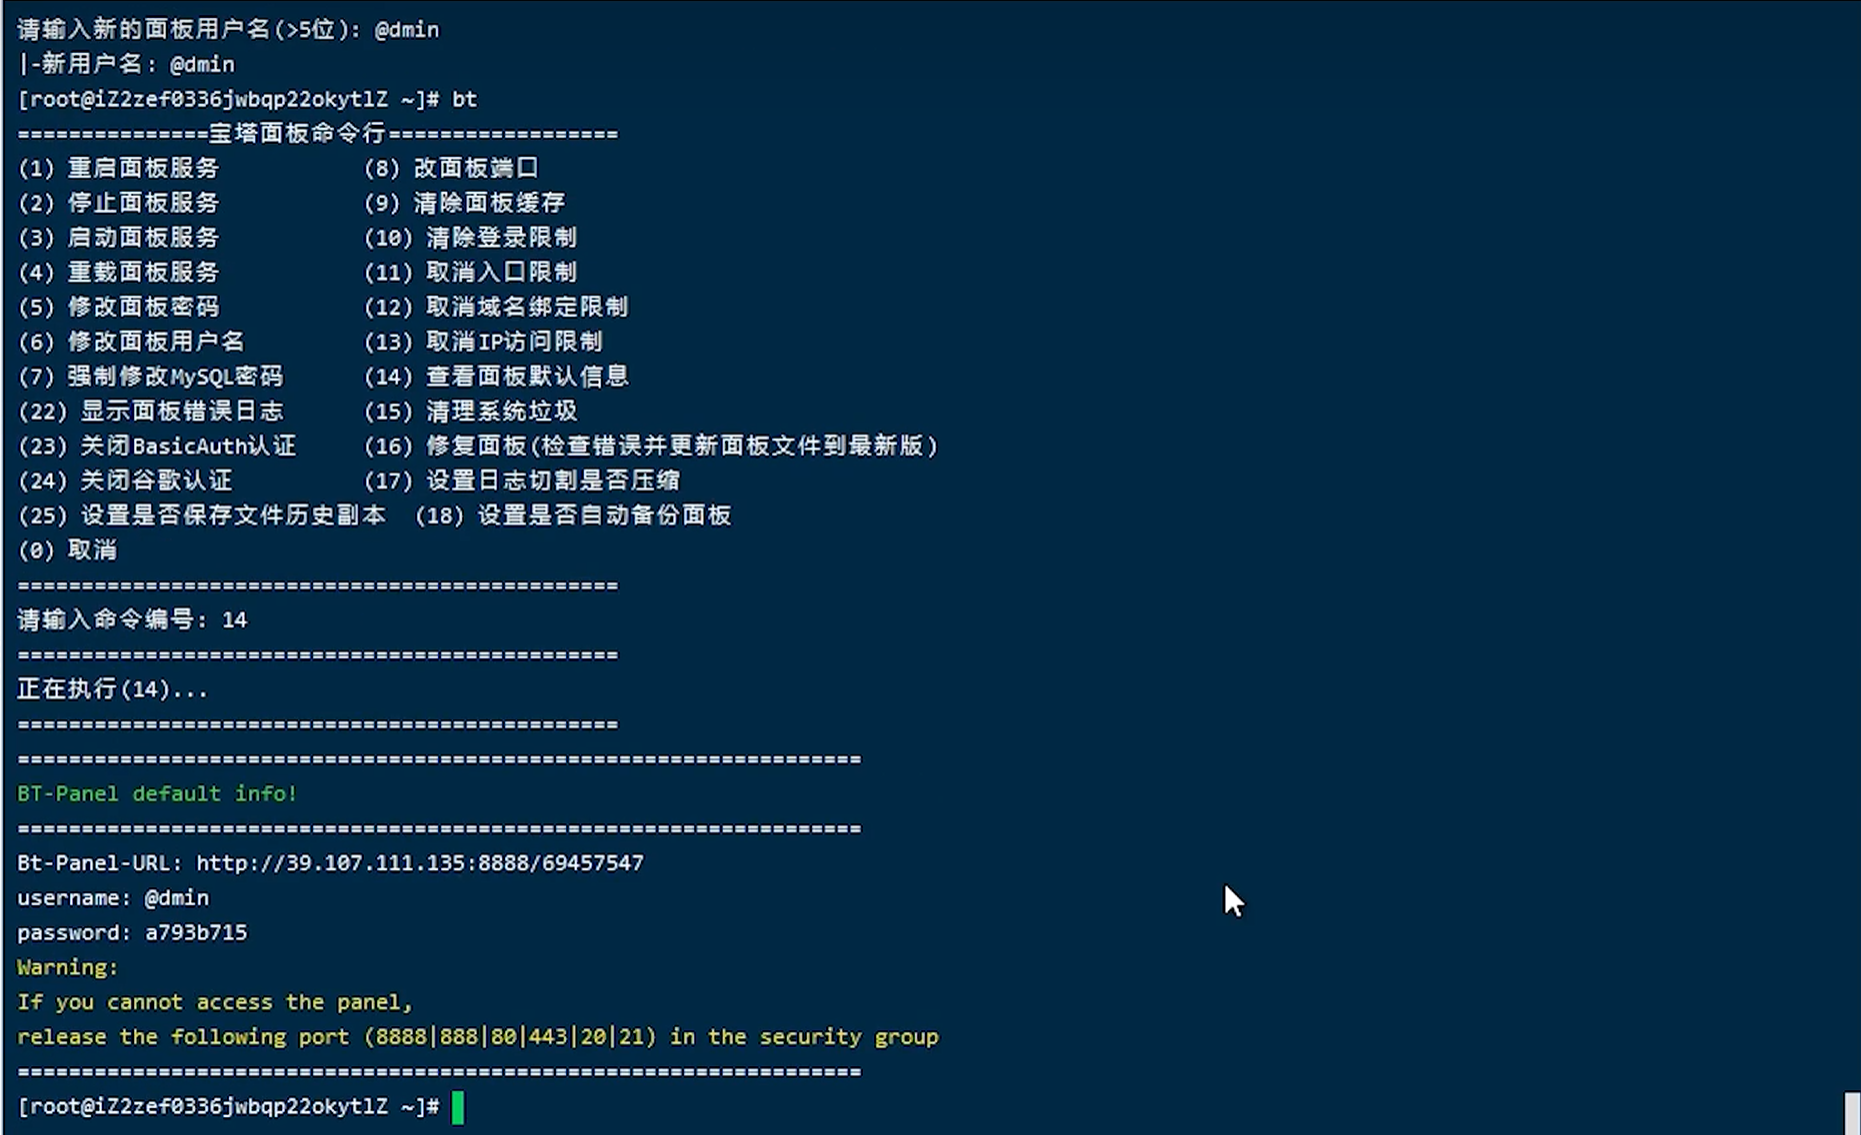 请输入新的面板用户名(>5位): @dmin
|-新用户名: @dmin
[root@iZ2zef0336jwbqp22okytlZ ~]# bt
===============宝塔面板命令行==================
(1) 重启面板服务 (8) 改面板端口
(2) 停止面板服务 (9) 清除面板缓存
(3) 启动面板服务 (10) 清除登录限制
(4) 重载面板服务 (11) 取消入口限制
(5) 修改面板密码 (12) 取消域名绑定限制
(6) 修改面板用户名 (13) 取消IP访问限制
(7) 强制修改MySQL密码 (14) 查看面板默认信息
(22) 显示面板错误日志 (15) 清理系统垃圾
(23) 关闭BasicAuth认证 (16) 修复面板(检查错误并更新面板文件到最新版)
(24) 关闭谷歌认证 (17) 设置日志切割是否压缩
(25) 设置是否保存文件历史副本 (18) 设置是否自动备份面板
(0) 取消
===============================================
请输入命令编号: 14
===============================================
正在执行(14)...
===============================================
==================================================================
BT-Panel default info!
==================================================================
Bt-Panel-URL: http://39.107.111.135:8888/69457547
username: @dmin
password: a793b715
Warning:
If you cannot access the panel,
release the following port (8888|888|80|443|20|21) in the security group
==================================================================
[root@iZ2zef0336jwbqp22okytlZ ~]#